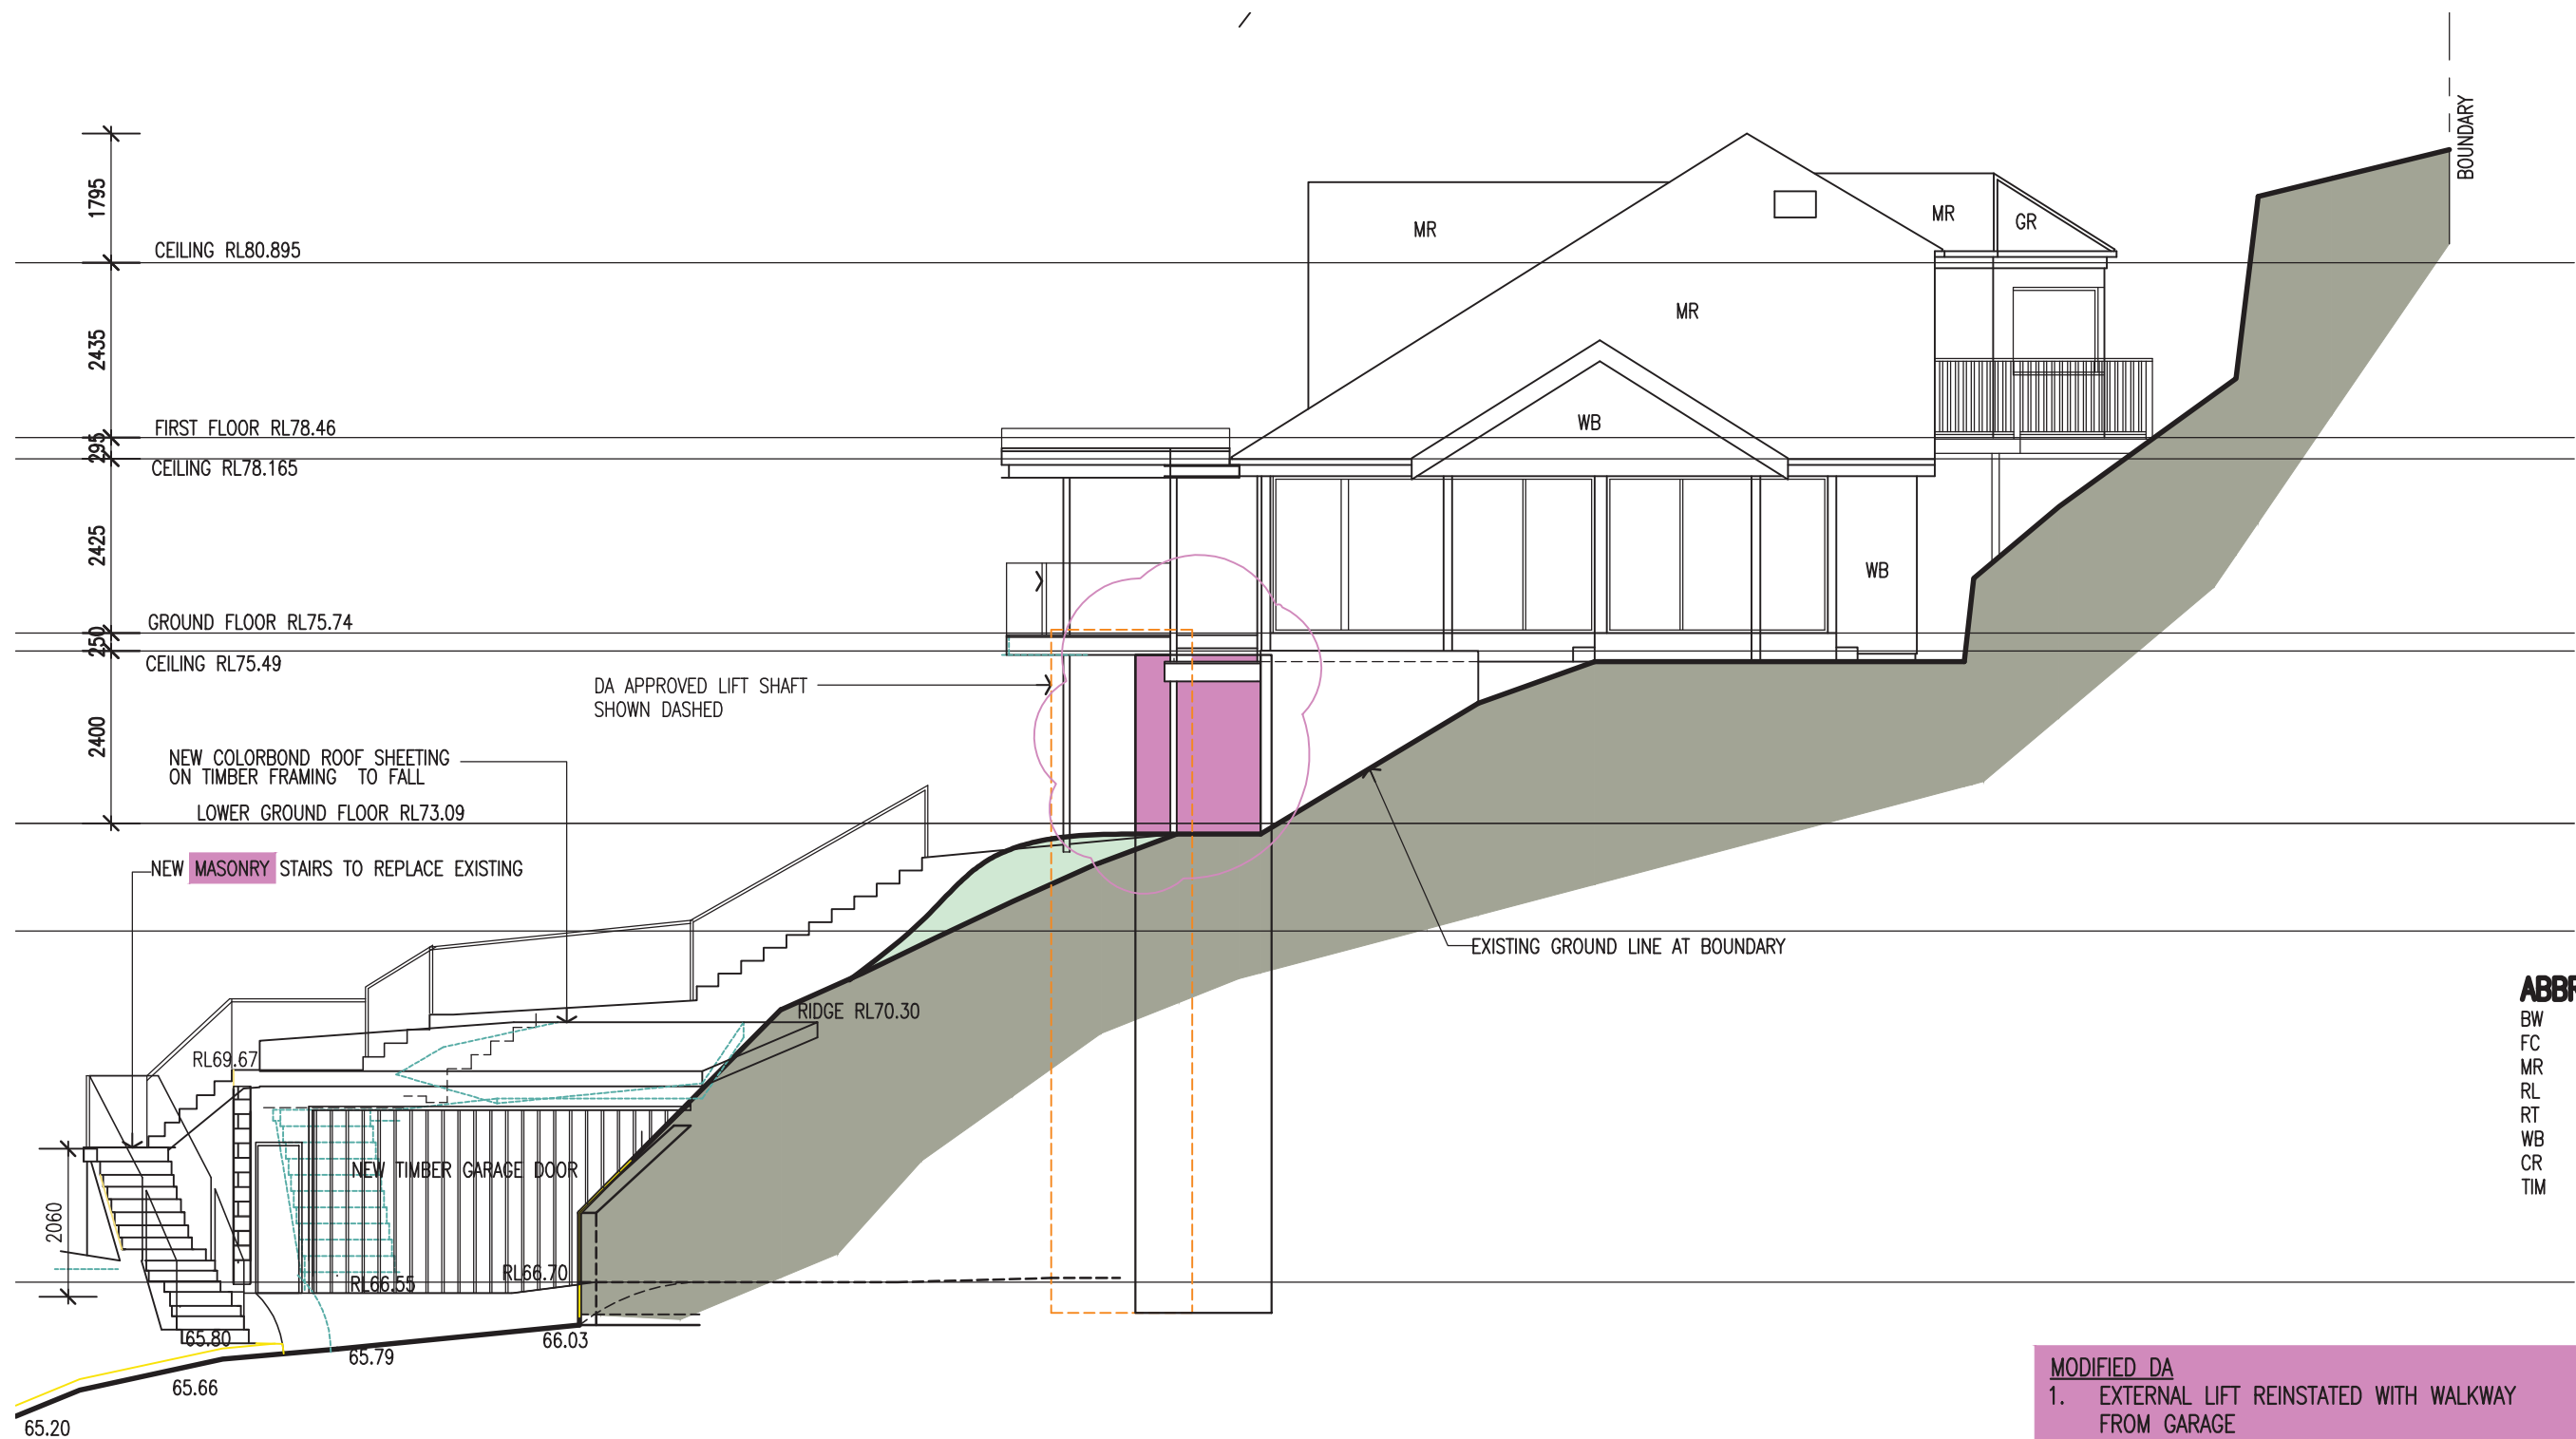 BOUNDARY
1795
CEILING RL80.895
MR
MR
GR
2435
MR
FIRST FLOOR RL78.46
295
CEILING RL78.165
WB
2425
WB
GROUND FLOOR RL75.74
250
CEILING RL75.49
DA APPROVED LIFT SHAFT
SHOWN DASHED
2400
NEW COLORBOND ROOF SHEETING
ON TIMBER FRAMING TO FALL
LOWER GROUND FLOOR RL73.09
NEW MASONRY STAIRS TO REPLACE EXISTING
EXISTING GROUND LINE AT BOUNDARY
RIDGE RL70.30
RL69.67
NEW TIMBER GARAGE DOOR
2060
RL66.70
RL66.55
65.80
66.03
65.79
65.66
65.20
ABBR
BW
FC
MR
RL
RT
WB
CR
TIM
MODIFIED DA
1. EXTERNAL LIFT REINSTATED WITH WALKWAY
FROM GARAGE